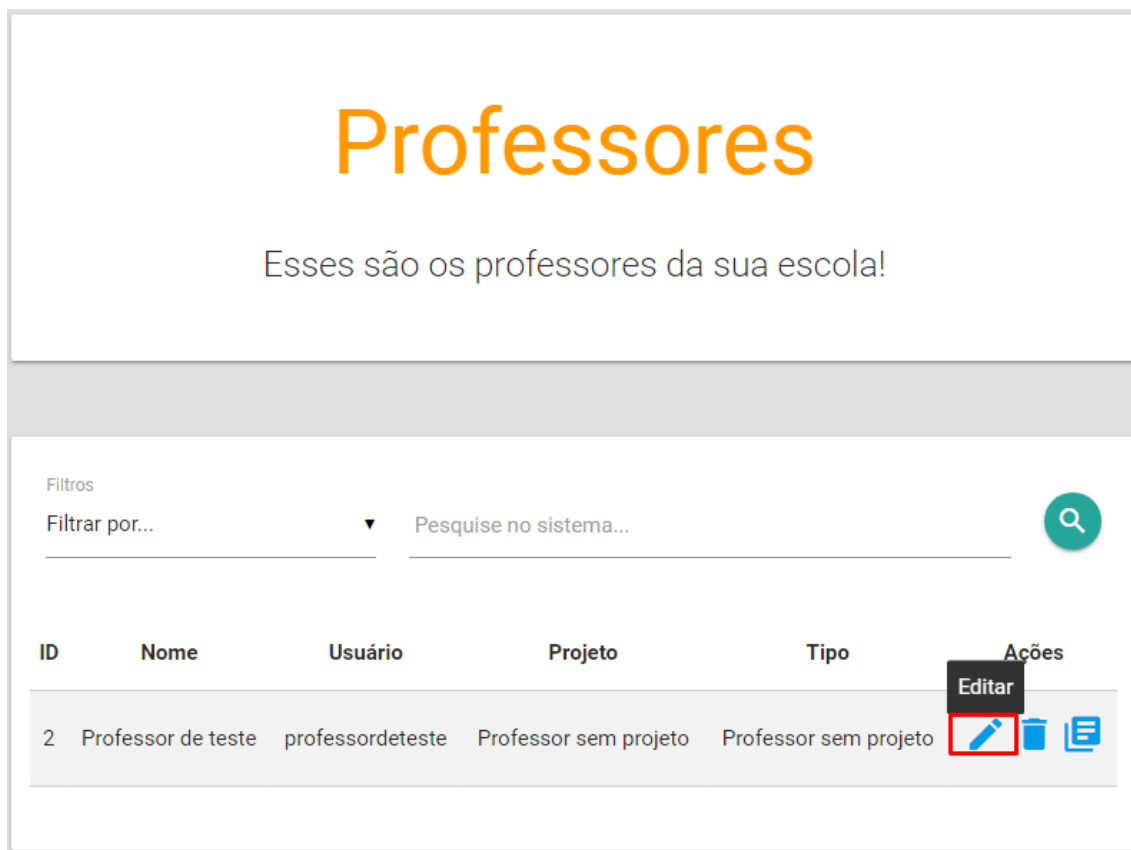 Professores
Esses são os professores da sua escola!
Filtros
Filtrar por... Pesquise no sistema...
ID Nome Usuário Projeto Tipo Ações
Editar
2 Professor de teste professordeteste Professor sem projeto Professor sem projeto